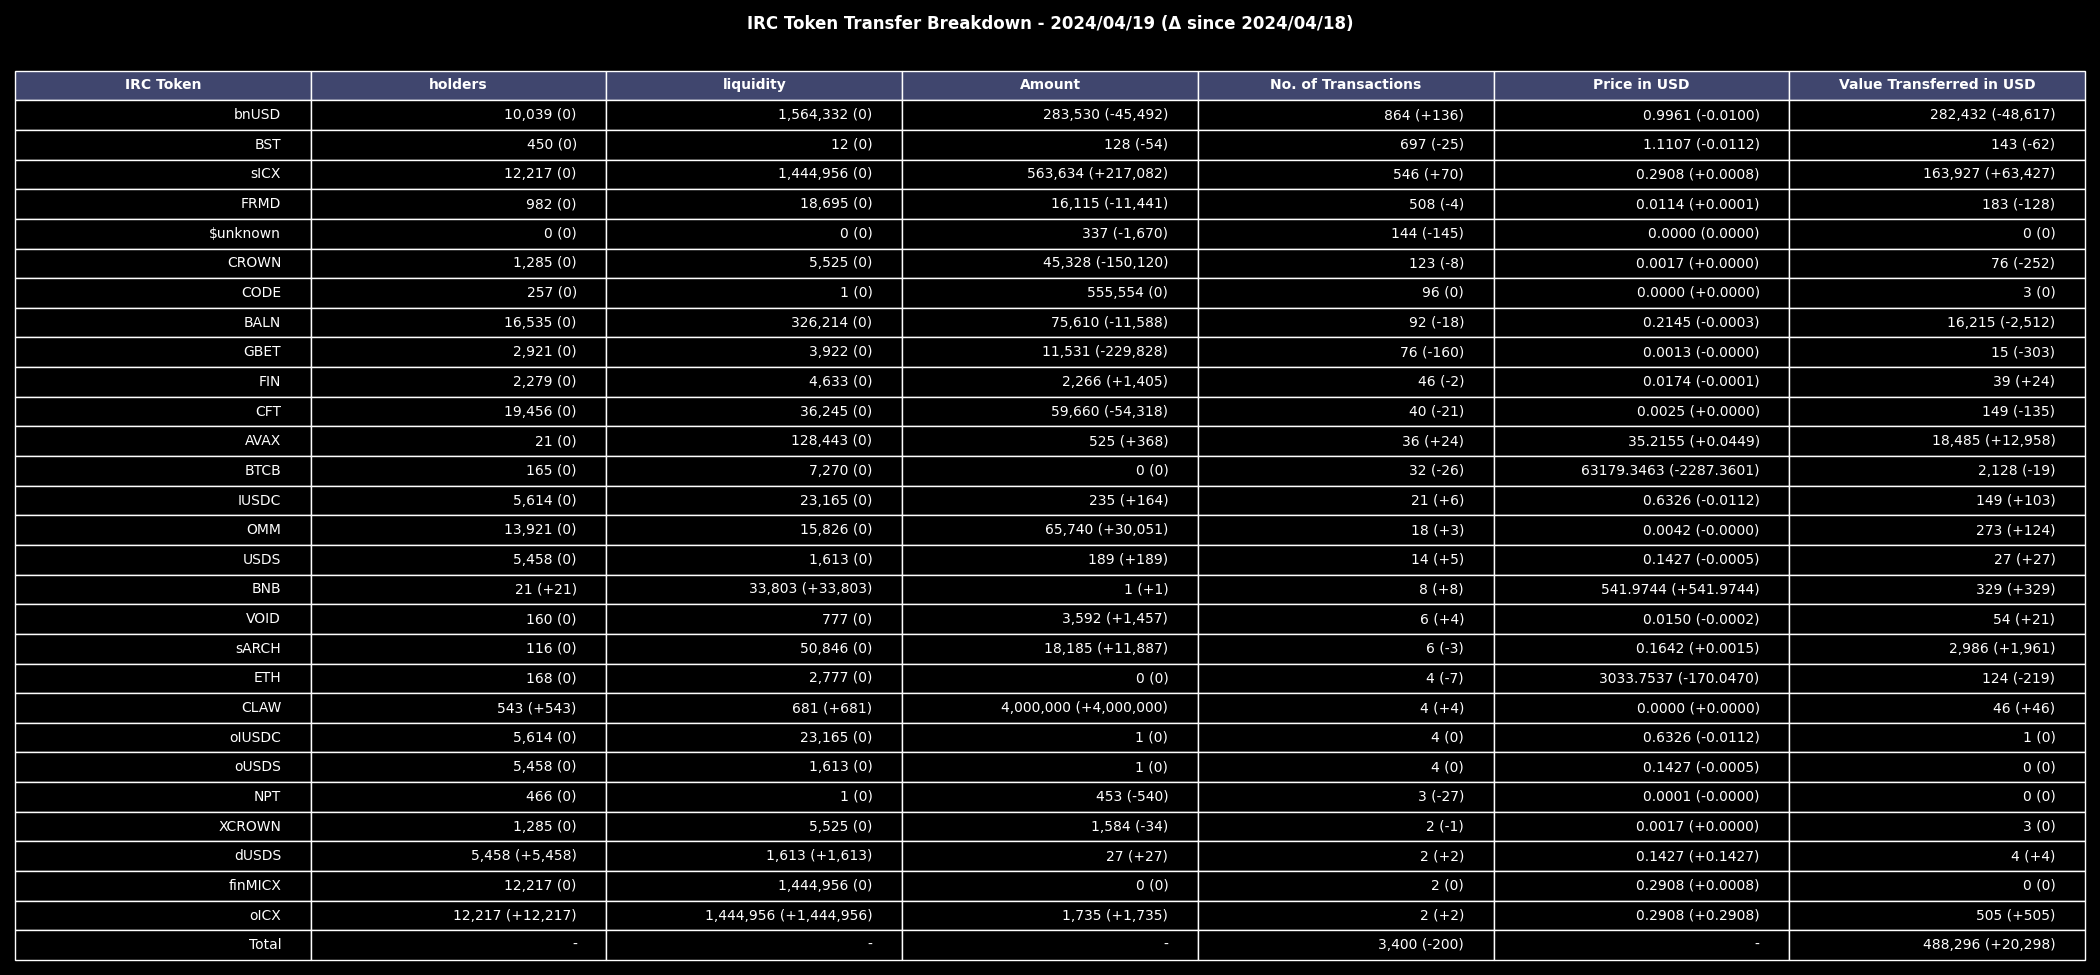 IRC Token Transfer Breakdown - 2024/04/19 (Δ since 2024/04/18)
IRC Token holders liquidity Amount No. of Transactions Price in USD Value Transferred in USD
bnUSD 10,039 (0) 1,564,332 (0) 283,530 (-45,492) 864 (+136) 0.9961 (-0.0100) 282,432 (-48,617)
BST 450 (0) 12 (0) 128 (-54) 697 (-25) 1.1107 (-0.0112) 143 (-62)
sICX 12,217 (0) 1,444,956 (0) 563,634 (+217,082) 546 (+70) 0.2908 (+0.0008) 163,927 (+63,427)
FRMD 982 (0) 18,695 (0) 16,115 (-11,441) 508 (-4) 0.0114 (+0.0001) 183 (-128)
$unknown 0 (0) 0 (0) 337 (-1,670) 144 (-145) 0.0000 (0.0000) 0 (0)
CROWN 1,285 (0) 5,525 (0) 45,328 (-150,120) 123 (-8) 0.0017 (+0.0000) 76 (-252)
CODE 257 (0) 1 (0) 555,554 (0) 96 (0) 0.0000 (+0.0000) 3 (0)
BALN 16,535 (0) 326,214 (0) 75,610 (-11,588) 92 (-18) 0.2145 (-0.0003) 16,215 (-2,512)
GBET 2,921 (0) 3,922 (0) 11,531 (-229,828) 76 (-160) 0.0013 (-0.0000) 15 (-303)
FIN 2,279 (0) 4,633 (0) 2,266 (+1,405) 46 (-2) 0.0174 (-0.0001) 39 (+24)
CFT 19,456 (0) 36,245 (0) 59,660 (-54,318) 40 (-21) 0.0025 (+0.0000) 149 (-135)
AVAX 21 (0) 128,443 (0) 525 (+368) 36 (+24) 35.2155 (+0.0449) 18,485 (+12,958)
BTCB 165 (0) 7,270 (0) 0 (0) 32 (-26) 63179.3463 (-2287.3601) 2,128 (-19)
IUSDC 5,614 (0) 23,165 (0) 235 (+164) 21 (+6) 0.6326 (-0.0112) 149 (+103)
OMM 13,921 (0) 15,826 (0) 65,740 (+30,051) 18 (+3) 0.0042 (-0.0000) 273 (+124)
USDS 5,458 (0) 1,613 (0) 189 (+189) 14 (+5) 0.1427 (-0.0005) 27 (+27)
BNB 21 (+21) 33,803 (+33,803) 1 (+1) 8 (+8) 541.9744 (+541.9744) 329 (+329)
VOID 160 (0) 777 (0) 3,592 (+1,457) 6 (+4) 0.0150 (-0.0002) 54 (+21)
sARCH 116 (0) 50,846 (0) 18,185 (+11,887) 6 (-3) 0.1642 (+0.0015) 2,986 (+1,961)
ETH 168 (0) 2,777 (0) 0 (0) 4 (-7) 3033.7537 (-170.0470) 124 (-219)
CLAW 543 (+543) 681 (+681) 4,000,000 (+4,000,000) 4 (+4) 0.0000 (+0.0000) 46 (+46)
oIUSDC 5,614 (0) 23,165 (0) 1 (0) 4 (0) 0.6326 (-0.0112) 1 (0)
oUSDS 5,458 (0) 1,613 (0) 1 (0) 4 (0) 0.1427 (-0.0005) 0 (0)
NPT 466 (0) 1 (0) 453 (-540) 3 (-27) 0.0001 (-0.0000) 0 (0)
XCROWN 1,285 (0) 5,525 (0) 1,584 (-34) 2 (-1) 0.0017 (+0.0000) 3 (0)
dUSDS 5,458 (+5,458) 1,613 (+1,613) 27 (+27) 2 (+2) 0.1427 (+0.1427) 4 (+4)
finMICX 12,217 (0) 1,444,956 (0) 0 (0) 2 (0) 0.2908 (+0.0008) 0 (0)
oICX 12,217 (+12,217) 1,444,956 (+1,444,956) 1,735 (+1,735) 2 (+2) 0.2908 (+0.2908) 505 (+505)
Total - - - 3,400 (-200) - 488,296 (+20,298)